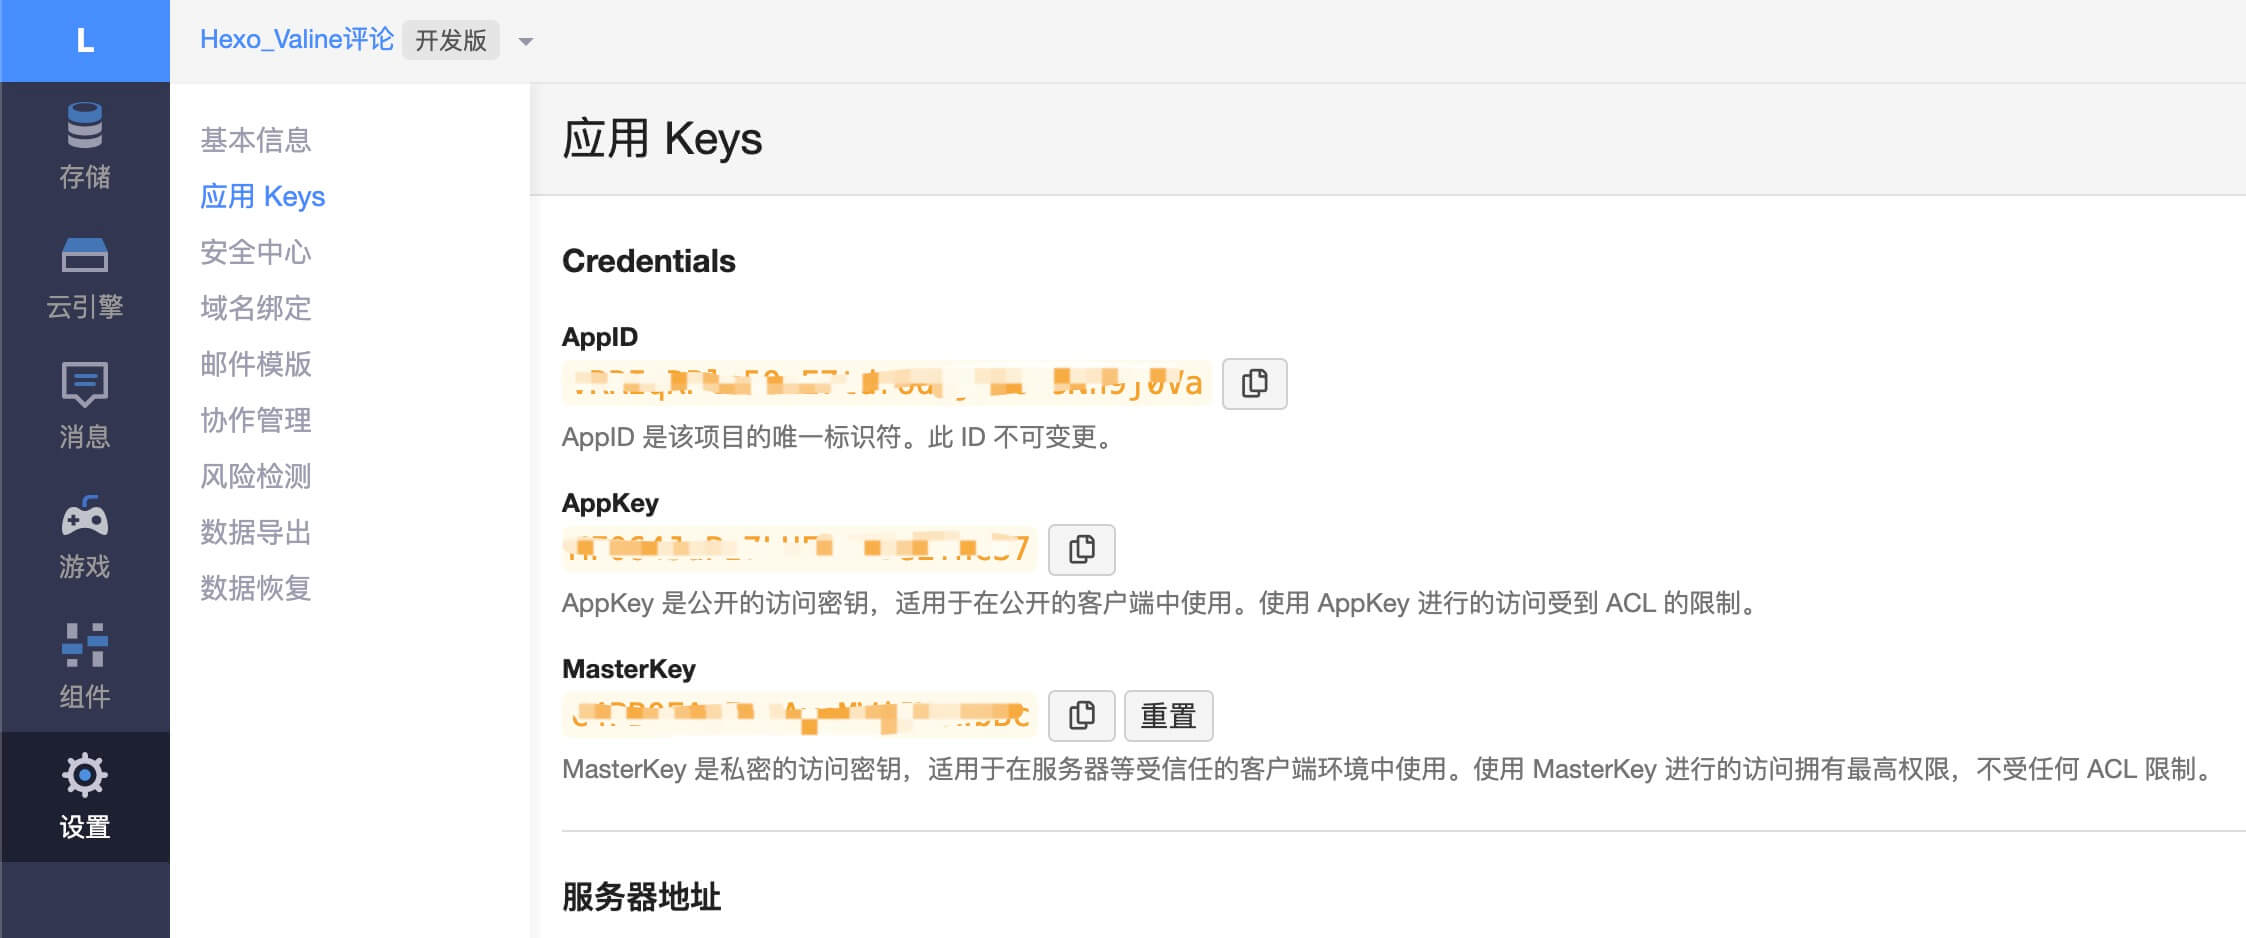 L
Hexo_Valine评论 开发版
存储
云引擎
消息
游戏
组件
设置
基本信息
应用 Keys
安全中心
域名绑定
邮件模版
协作管理
风险检测
数据导出
数据恢复
应用 Keys
Credentials
AppID
AppID 是该项目的唯一标识符。此 ID 不可变更。
AppKey
AppKey 是公开的访问密钥，适用于在公开的客户端中使用。使用 AppKey 进行的访问受到 ACL 的限制。
MasterKey
重置
MasterKey 是私密的访问密钥，适用于在服务器等受信任的客户端环境中使用。使用 MasterKey 进行的访问拥有最高权限，不受任何 ACL 限制。
服务器地址